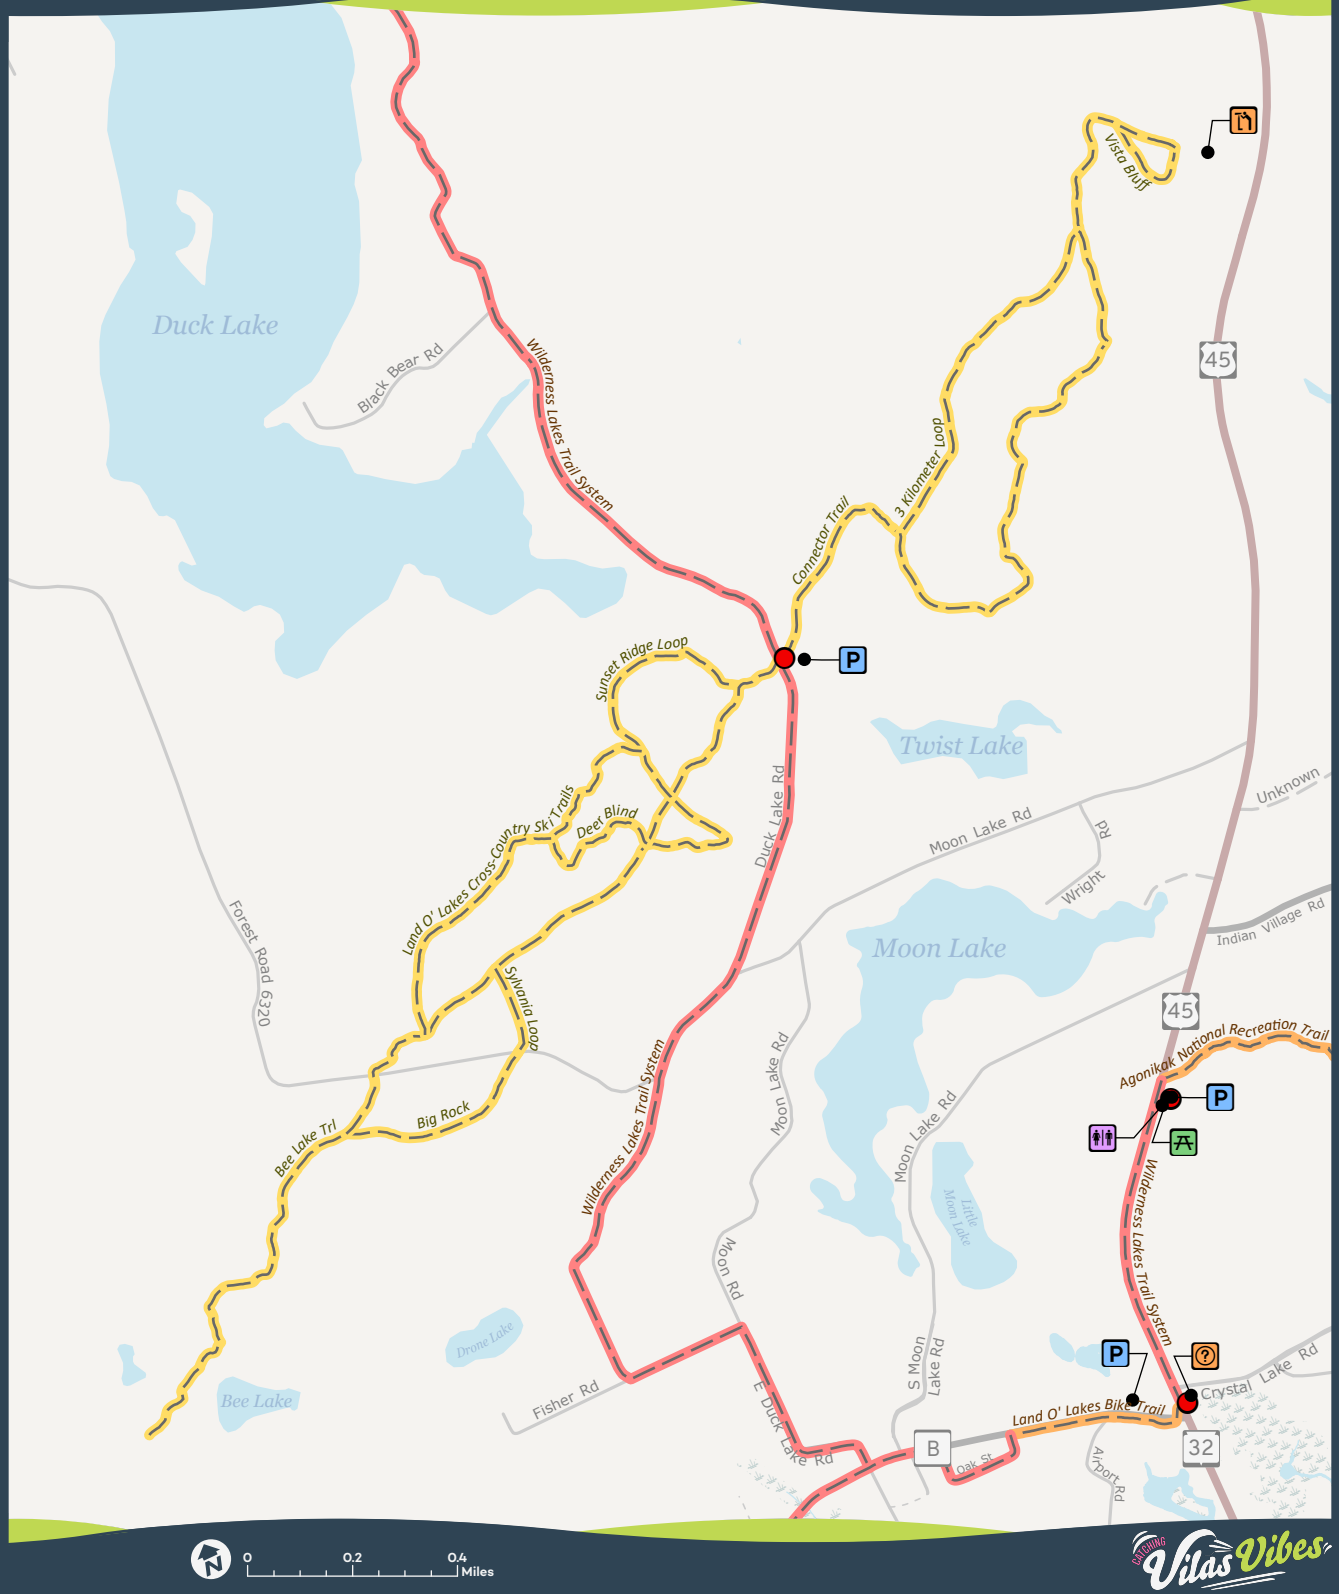 Vista Bluff
Duck Lake
45
Black Bear Rd
Wilderness Lakes Trail System
3 Kilometer Loop
Connector Trail
Sunset Ridge Loop
P
Twist Lake
Unknown
Duck Lake Rd
Moon Lake Rd
Rd
Wright
Land O' Lakes Cross-Country Ski Trails
Deer Blind
Indian Village Rd
Forest Road 6320
Moon Lake
Sylvania Loop
45
Agonikak National Recreation Trail
Wilderness Lakes Trail System
Moon Lake Rd
Moon Lake Rd
P
Big Rock
Bee Lake Trl
Little
Moon Lake
Wilderness Lakes Trail System
Moon Rd
Drone Lake
S Moon
Lake Rd
P
?
Crystal Lake Rd
Bee Lake
Fisher Rd
E Duck Lake Rd
Land O' Lakes Bike Trail
B
Oak St
32
Airport Rd
N
0 0.2 0.4
Miles
CATCHING
Vilas Vibes